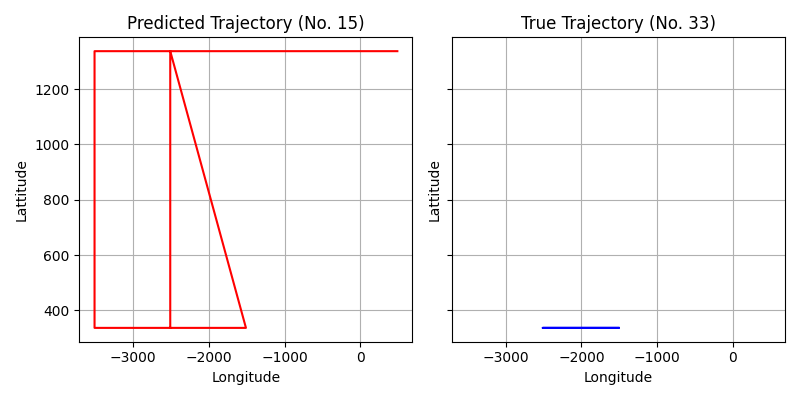 Predicted Trajectory (No. 15)
True Trajectory (No. 33)
Lattitude
1200
1000
800
600
400
−3000
−2000
−1000
0
Longitude
Lattitude
−3000
−2000
−1000
0
Longitude